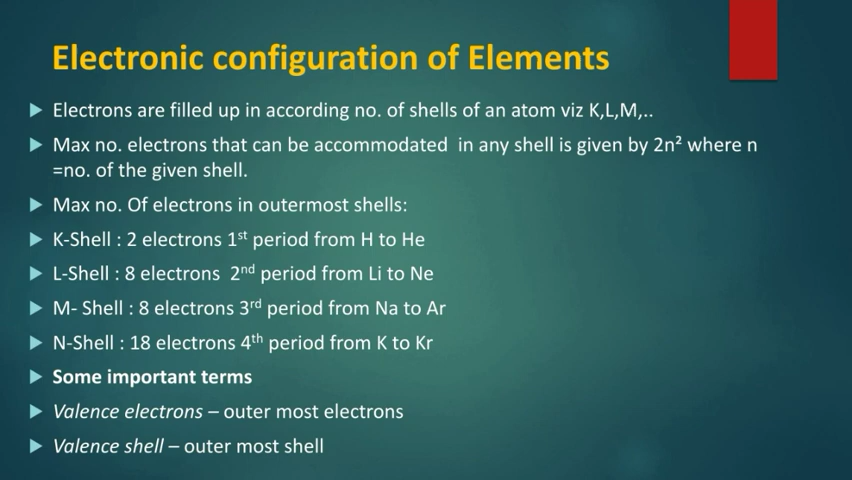 Electronic configuration of Elements
Electrons are filled up in according no. of shells of an atom viz K,L,M,..
Max no. electrons that can be accommodated in any shell is given by 2n² where n
=no. of the given shell.
Max no. Of electrons in outermost shells:
K-Shell : 2 electrons 1st period from H to He
L-Shell : 8 electrons 2nd period from Li to Ne
M- Shell : 8 electrons 3rd period from Na to Ar
N-Shell : 18 electrons 4th period from K to Kr
Some important terms
Valence electrons – outer most electrons
Valence shell – outer most shell